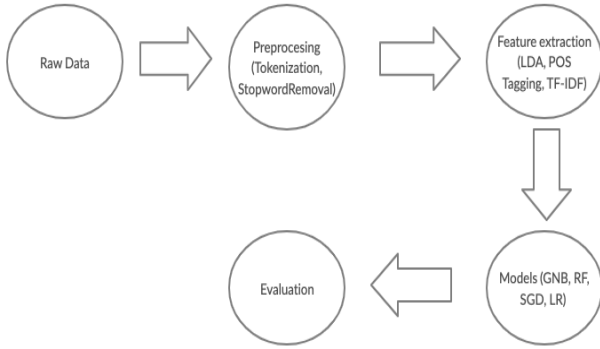 Raw Data
Preprocesing
(Tokenization,
StopwordRemoval)
Feature extraction
(LDA, POS
Tagging, TF-IDF)
Models (GNB, RF,
SGD, LR)
Evaluation